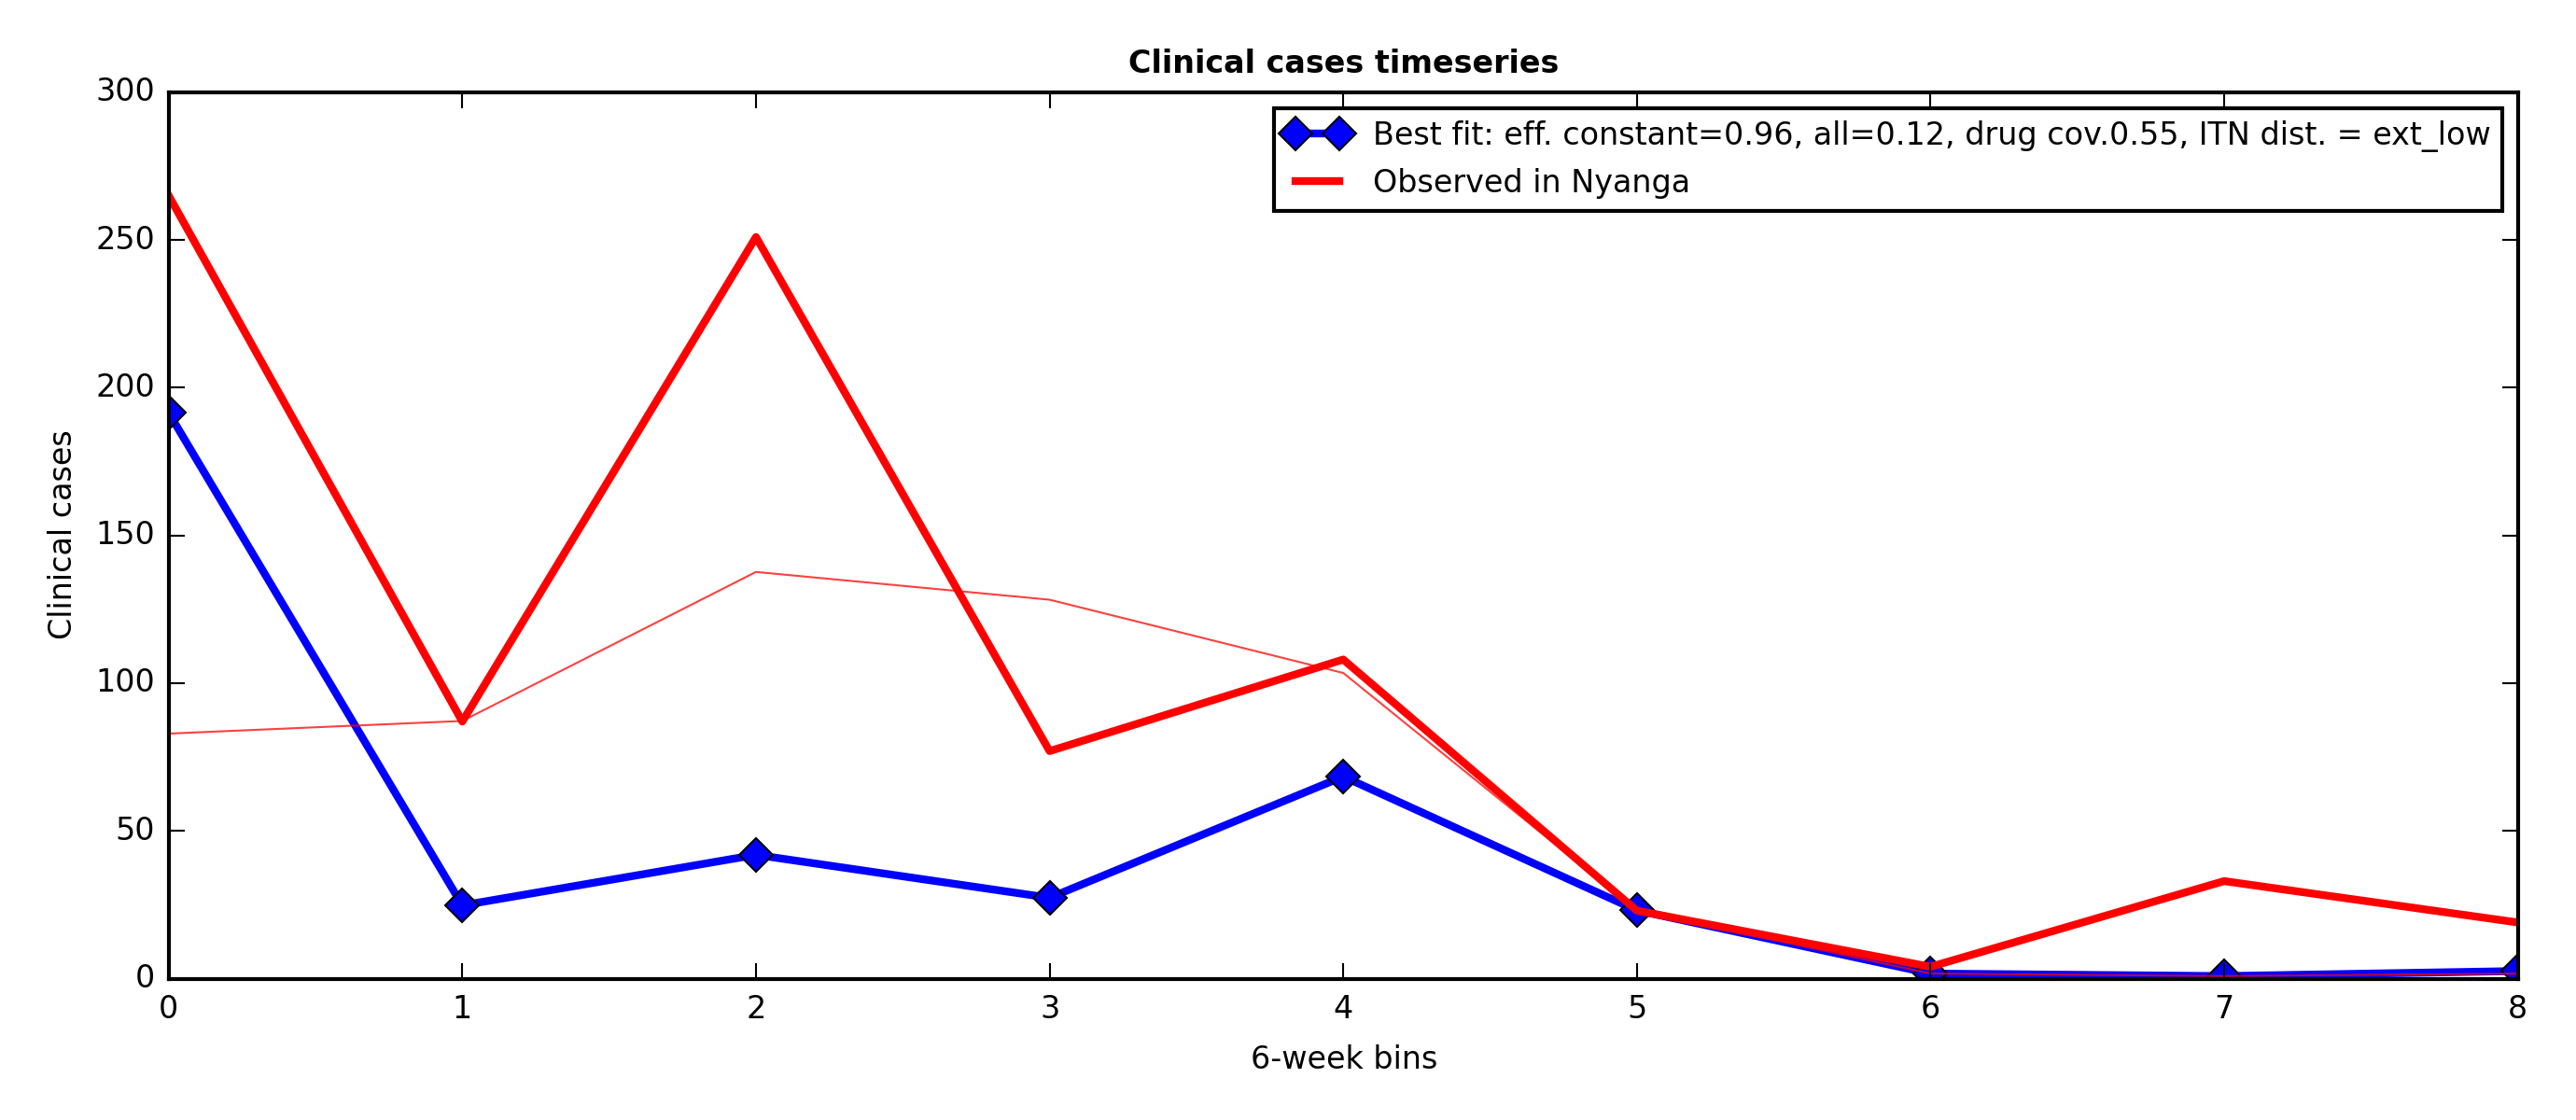 Clinical cases timeseries
300
250
200
150
100
50
0
Clinical cases
Best fit: eff. constant=0.96, all=0.12, drug cov.0.55, ITN dist. = ext_low
Observed in Nyanga
0 1 2 3 4 5 6 7 8
6-week bins